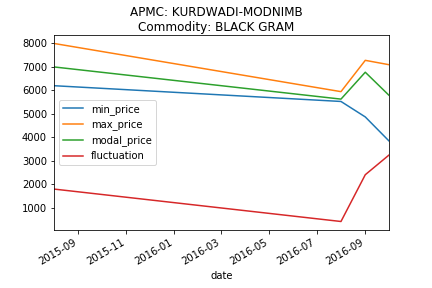 APMC: KURDWADI-MODNIMB
Commodity: BLACK GRAM
8000
7000
6000
5000
4000
3000
2000
1000
min_price
max_price
modal_price
fluctuation
2015-09
2015-11
2016-01
2016-03
2016-05
2016-07
2016-09
date